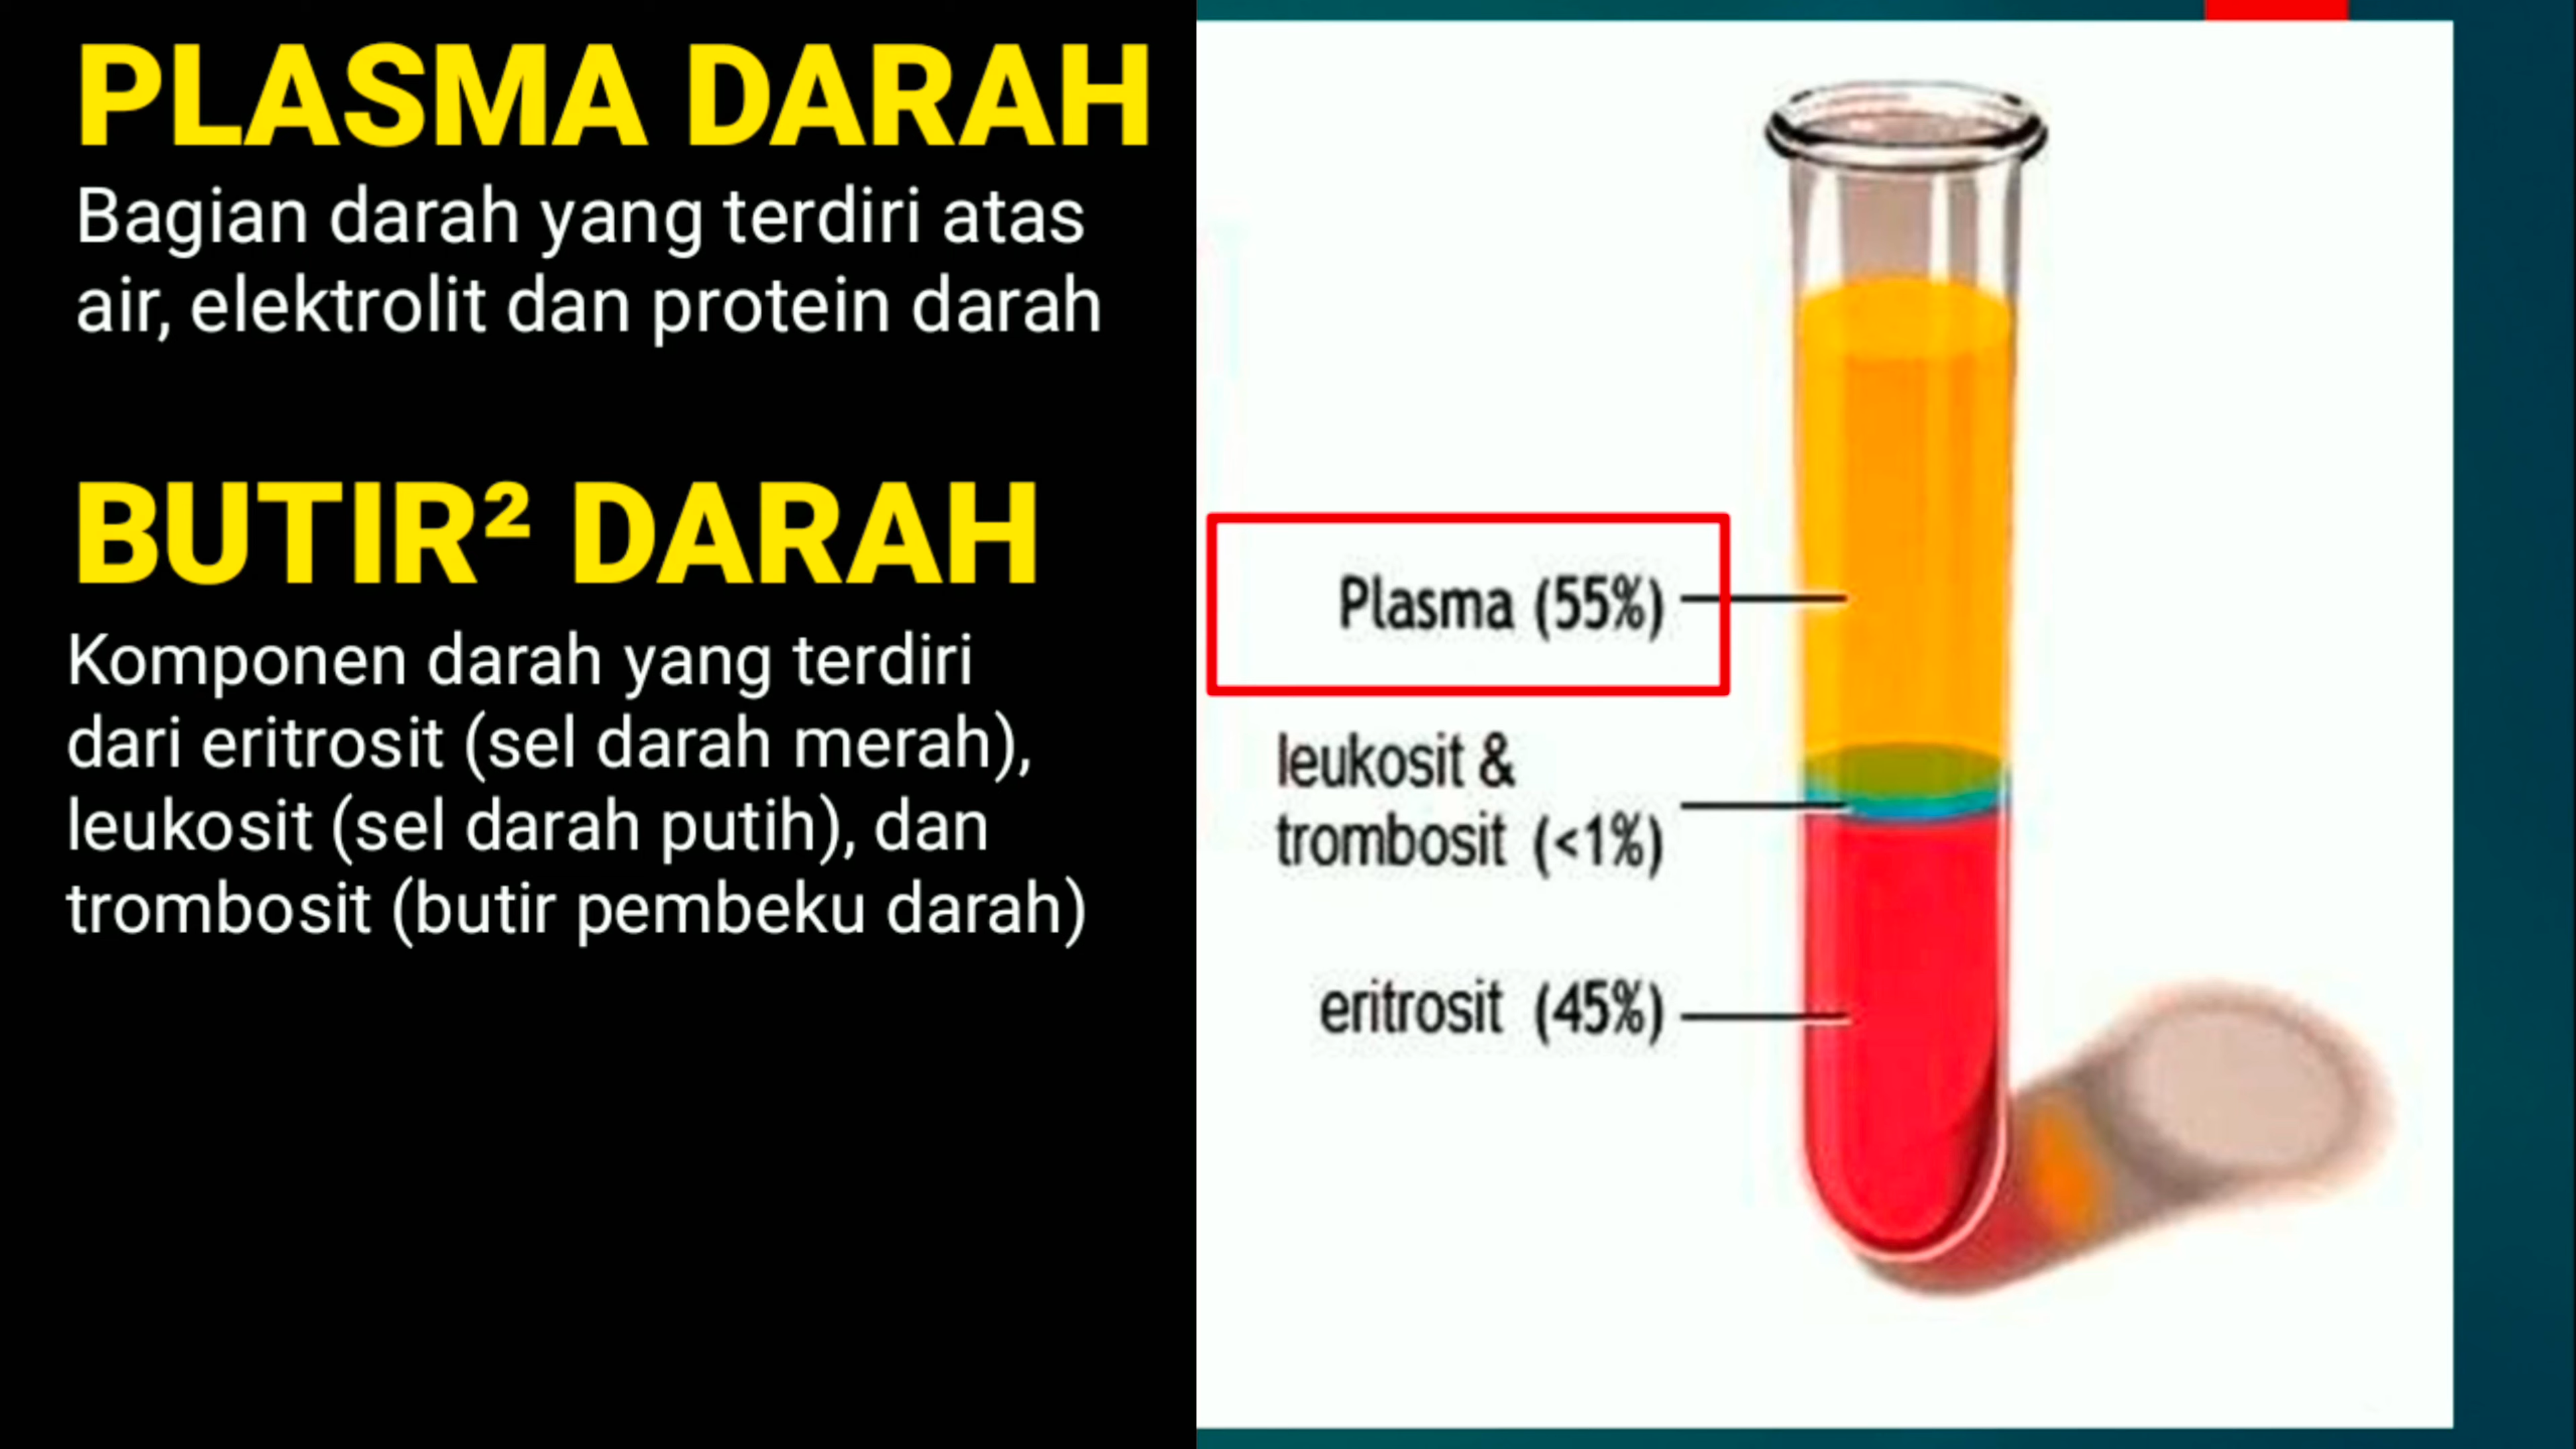 PLASMA DARAH
Bagian darah yang terdiri atas
air, elektrolit dan protein darah
BUTIR² DARAH
Komponen darah yang terdiri
dari eritrosit (sel darah merah),
leukosit (sel darah putih), dan
trombosit (butir pembeku darah)
Plasma (55%)
leukosit &
trombosit (<1%)
eritrosit (45%)